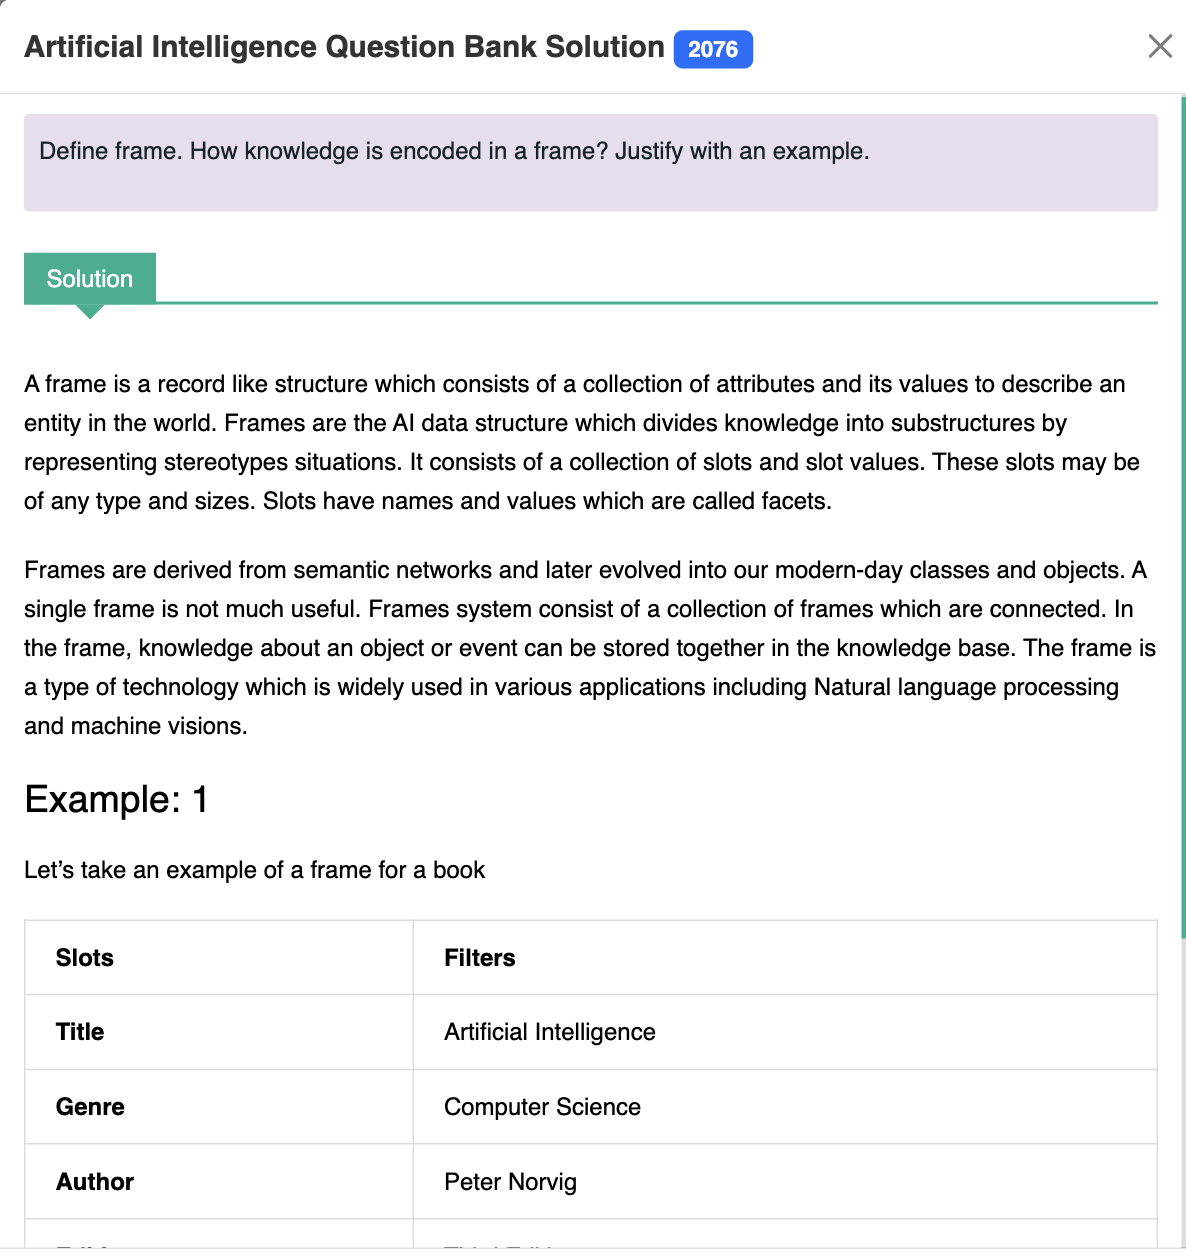 Artificial Intelligence Question Bank Solution 2076
Define frame. How knowledge is encoded in a frame? Justify with an example.
Solution
A frame is a record like structure which consists of a collection of attributes and its values to describe an
entity in the world. Frames are the AI data structure which divides knowledge into substructures by
representing stereotypes situations. It consists of a collection of slots and slot values. These slots may be
of any type and sizes. Slots have names and values which are called facets.
Frames are derived from semantic networks and later evolved into our modern-day classes and objects. A
single frame is not much useful. Frames system consist of a collection of frames which are connected. In
the frame, knowledge about an object or event can be stored together in the knowledge base. The frame is
a type of technology which is widely used in various applications including Natural language processing
and machine visions.
Example: 1
Let’s take an example of a frame for a book
Slots Filters
Title Artificial Intelligence
Genre Computer Science
Author Peter Norvig